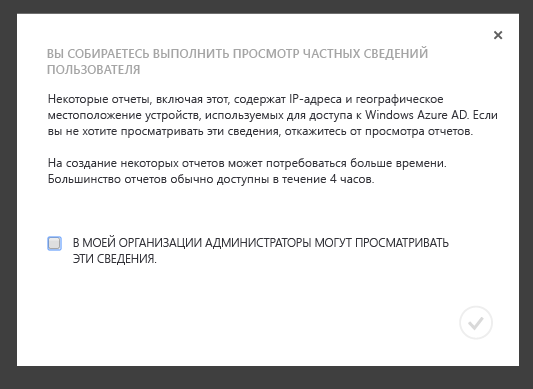 ВЫ СОБИРАЕТЕСЬ ВЫПОЛНИТЬ ПРОСМОТР ЧАСТНЫХ СВЕДЕНИЙ
ПОЛЬЗОВАТЕЛЯ
Некоторые отчеты, включая этот, содержат IP-адреса и географическое
местоположение устройств, используемых для доступа к Windows Azure AD. Если
вы не хотите просматривать эти сведения, откажитесь от просмотра отчетов.
На создание некоторых отчетов может потребоваться больше времени.
Большинство отчетов обычно доступны в течение 4 часов.
В МОЕЙ ОРГАНИЗАЦИИ АДМИНИСТРАТОРЫ МОГУТ ПРОСМАТРИВАТЬ
ЭТИ СВЕДЕНИЯ.